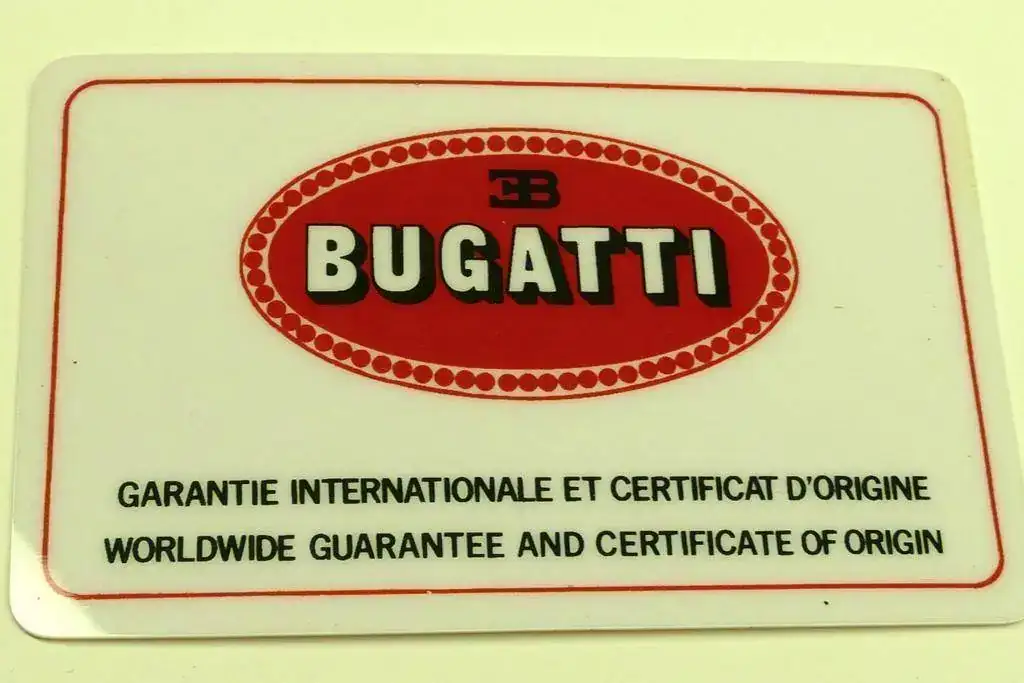 EB
BUGATTI
GARANTIE INTERNATIONALE ET CERTIFICAT D'ORIGINE
WORLDWIDE GUARANTEE AND CERTIFICATE OF ORIGIN